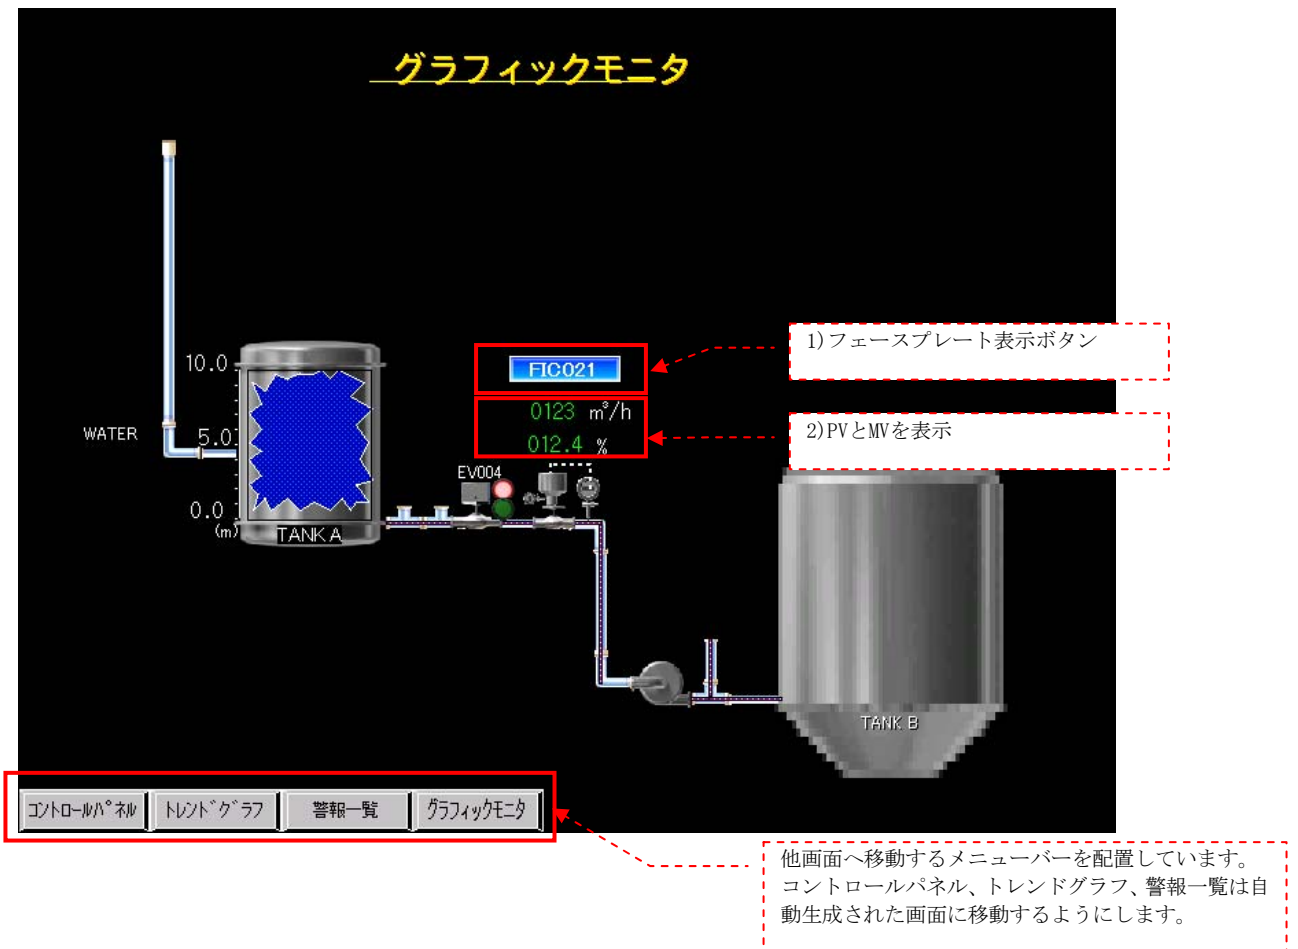 グラフィックモニタ
1)フェースプレート表示ボタン
10.0
FIC021
0123 m³/h
2)PVとMVを表示
WATER
5.0
012.4 %
EV004
0.0
(m)
TANK A
TANK B
コントロールパネル
トレンドグラフ
警報一覧
グラフィックモニタ
他画面へ移動するメニューバーを配置しています。
コントロールパネル、トレンドグラフ、警報一覧は自
動生成された画面に移動するようにします。